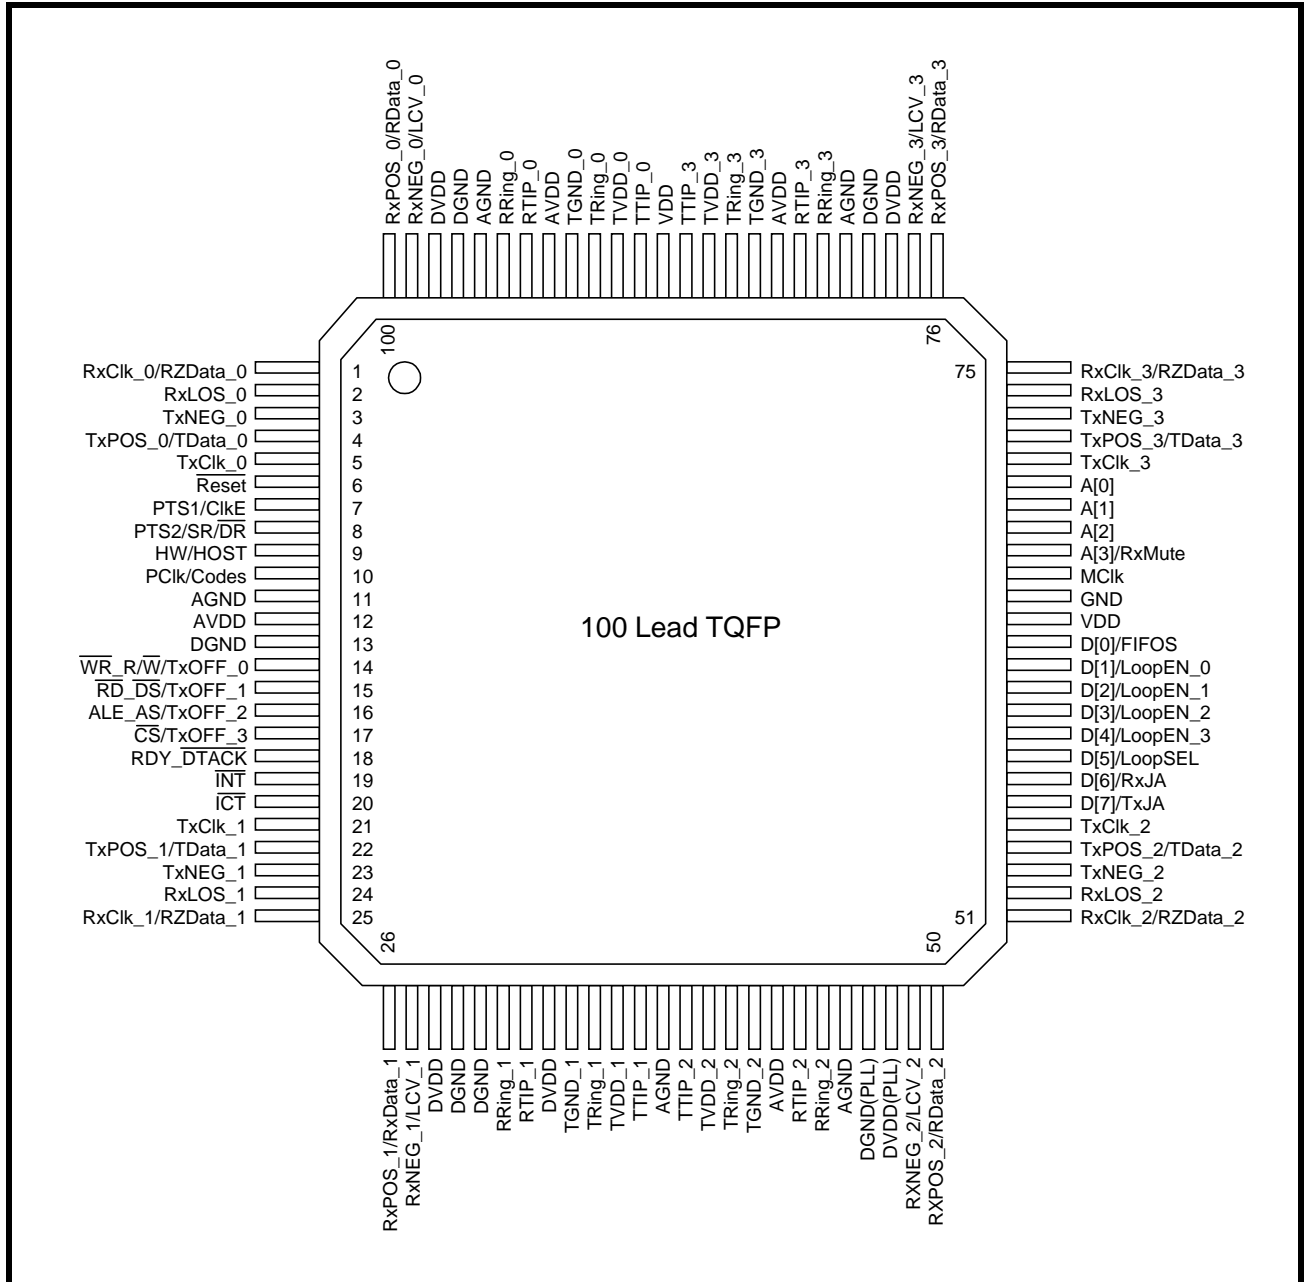 RxPOS_0/RData_0
RxNEG_0/LCV_0
DVDD
DGND
AGND
RRing_0
RTIP_0
AVDD
TGND_0
TRing_0
TVDD_0
TTIP_0
VDD
TTIP_3
TVDD_3
TRing_3
TGND_3
AVDD
RTIP_3
RRing_3
AGND
DGND
DVDD
RxNEG_3/LCV_3
RxPOS_3/RData_3
100
76
RxClk_0/RZData_0 1
RxLOS_0 2
TxNEG_0 3
TxPOS_0/TData_0 4
TxClk_0 5
Reset 6
PTS1/ClkE 7
PTS2/SR/DR 8
HW/HOST 9
PClk/Codes 10
AGND 11
AVDD 12
DGND 13
WR_R/W/TxOFF_0 14
RD_DS/TxOFF_1 15
ALE_AS/TxOFF_2 16
CS/TxOFF_3 17
RDY_DTACK 18
INT 19
ICT 20
TxClk_1 21
TxPOS_1/TData_1 22
TxNEG_1 23
RxLOS_1 24
RxClk_1/RZData_1 25
100 Lead TQFP
75 RxClk_3/RZData_3
RxLOS_3
TxNEG_3
TxPOS_3/TData_3
TxClk_3
A[0]
A[1]
A[2]
A[3]/RxMute
MClk
GND
VDD
D[0]/FIFOS
D[1]/LoopEN_0
D[2]/LoopEN_1
D[3]/LoopEN_2
D[4]/LoopEN_3
D[5]/LoopSEL
D[6]/RxJA
D[7]/TxJA
TxClk_2
TxPOS_2/TData_2
TxNEG_2
RxLOS_2
51 RxClk_2/RZData_2
26
50
RxPOS_1/RxData_1
RxNEG_1/LCV_1
DVDD
DGND
DGND
RRing_1
RTIP_1
DVDD
TGND_1
TRing_1
TVDD_1
TTIP_1
AGND
TTIP_2
TVDD_2
TRing_2
TGND_2
AVDD
RTIP_2
RRing_2
AGND
DGND(PLL)
DVDD(PLL)
RXNEG_2/LCV_2
RXPOS_2/RData_2